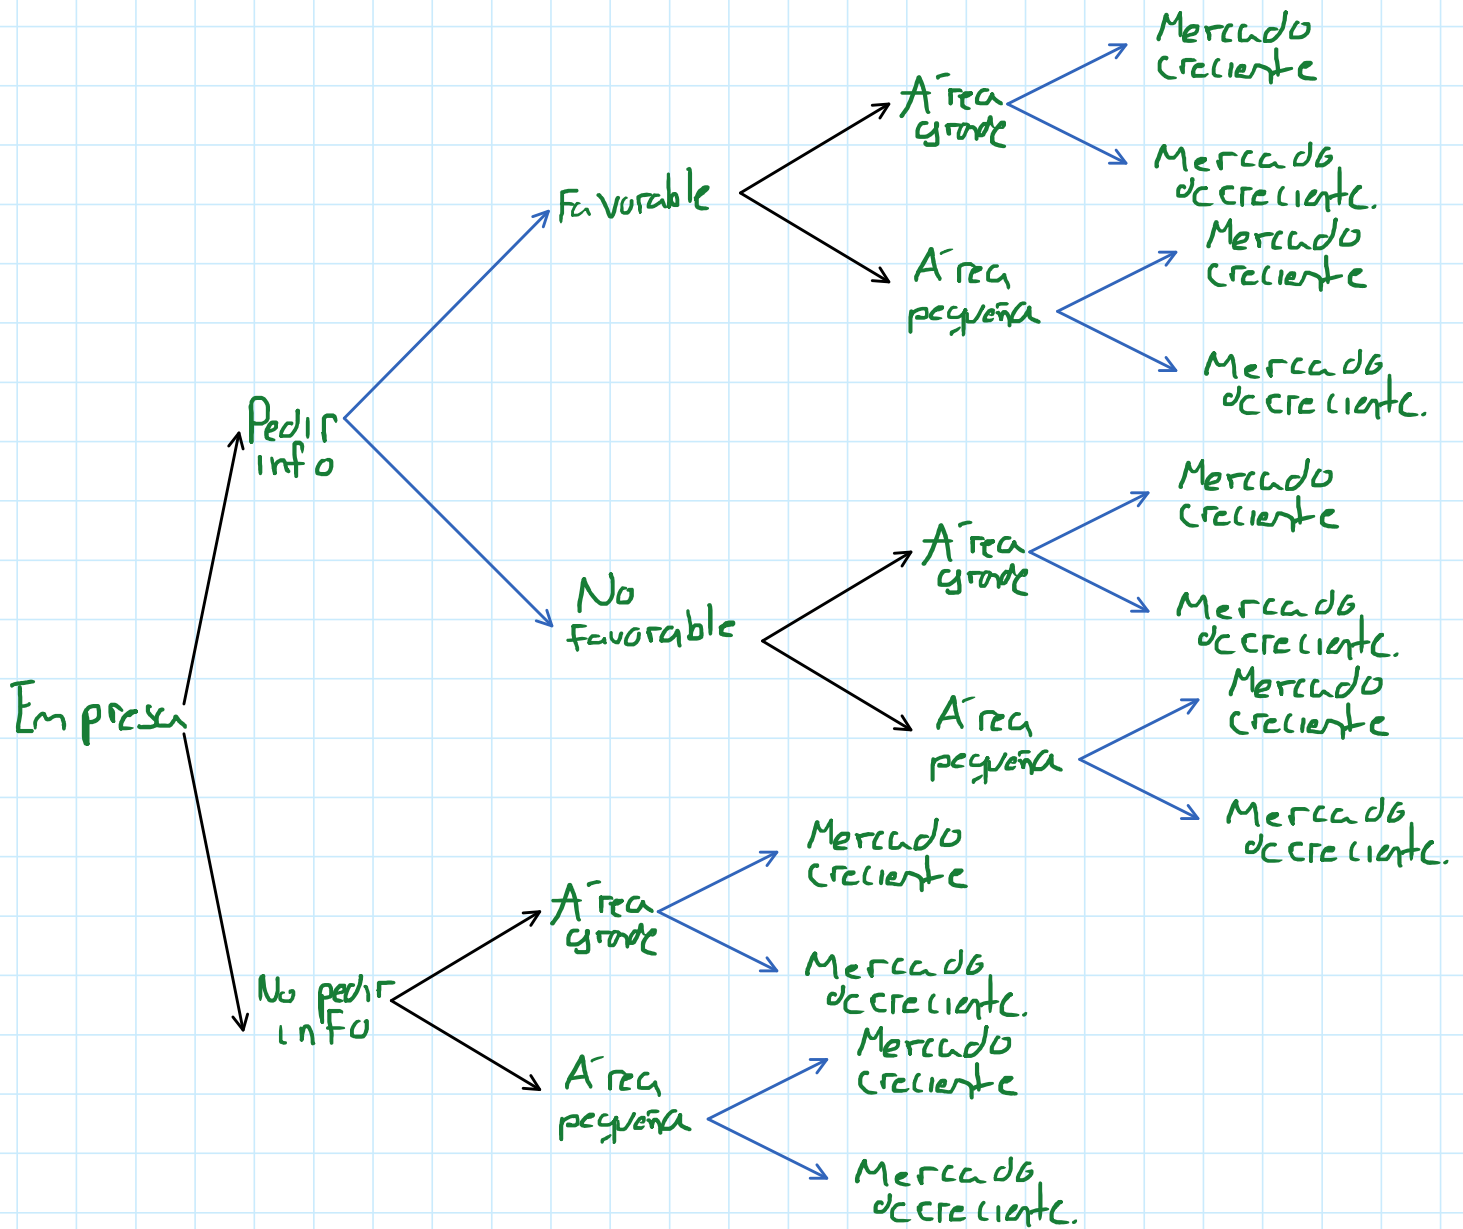 Mercado
creciente
Área
grande
Mercado
decreciente.
Favorable
Mercado
creciente
Área
pequeña
Mercado
decreciente.
Pedir
info
Mercado
creciente
Área
grande
No
favorable
Mercado
decreciente.
Mercado
creciente
Empresa
Área
pequeña
Mercado
decreciente.
Mercado
creciente
Área
grande
Mercado
decreciente.
No pedir
info
Mercado
creciente
Área
pequeña
Mercado
decreciente.